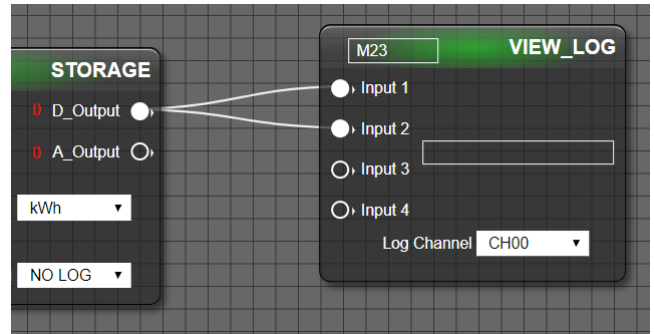 STORAGE
0 D_Output
0 A_Output
kWh
NO LOG
M23 VIEW_LOG
Input 1
Input 2
Input 3
Input 4
Log Channel CH00